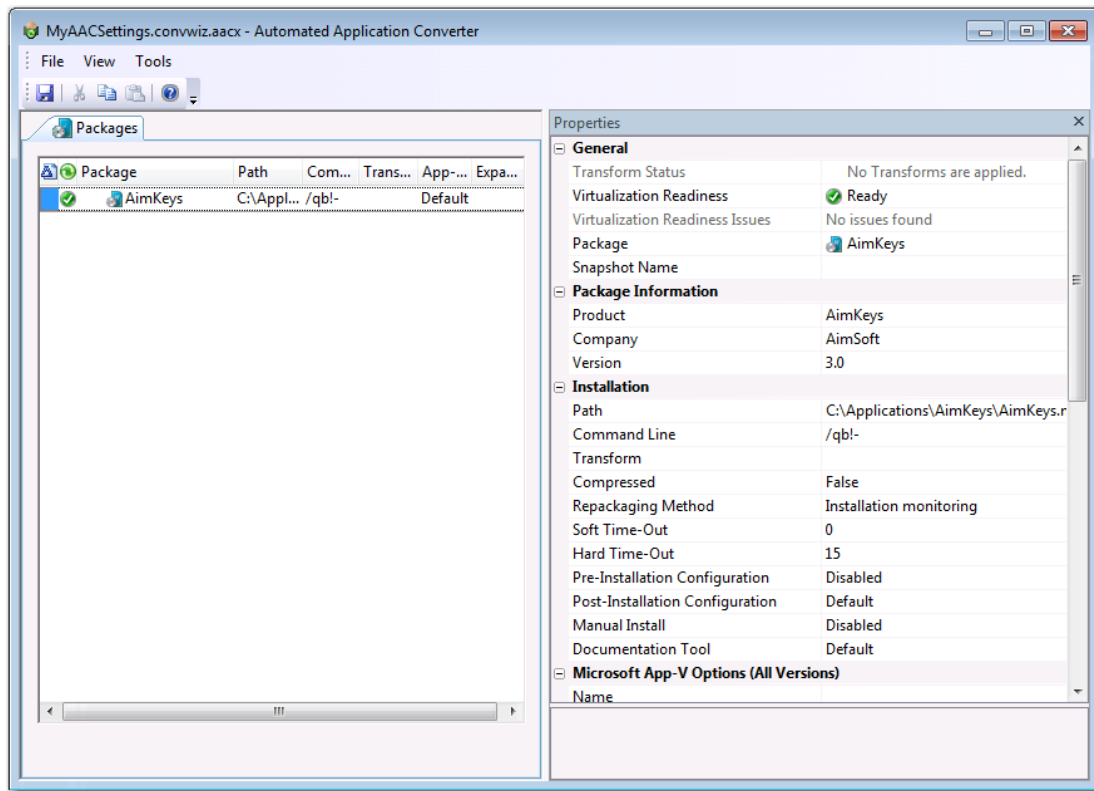 MyAACSettings.convwiz.aacx - Automated Application Converter
File View Tools
Packages
Package Path Com... Trans... App-... Expa...
AimKeys C:\Appl... /qb!- Default
Properties
General
Transform Status No Transforms are applied.
Virtualization Readiness Ready
Virtualization Readiness Issues No issues found
Package AimKeys
Snapshot Name
Package Information
Product AimKeys
Company AimSoft
Version 3.0
Installation
Path C:\Applications\AimKeys\AimKeys.r
Command Line /qb!-
Transform
Compressed False
Repackaging Method Installation monitoring
Soft Time-Out 0
Hard Time-Out 15
Pre-Installation Configuration Disabled
Post-Installation Configuration Default
Manual Install Disabled
Documentation Tool Default
Microsoft App-V Options (All Versions)
Name